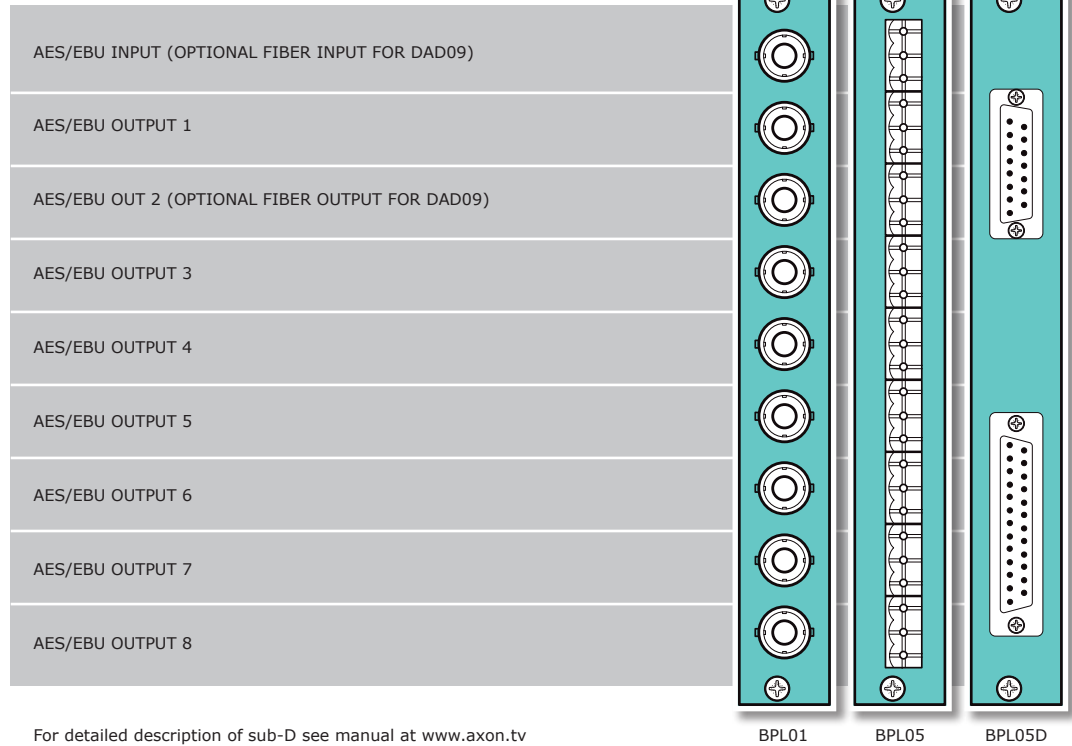 AES/EBU INPUT (OPTIONAL FIBER INPUT FOR DAD09)
AES/EBU OUTPUT 1
AES/EBU OUT 2 (OPTIONAL FIBER OUTPUT FOR DAD09)
AES/EBU OUTPUT 3
AES/EBU OUTPUT 4
AES/EBU OUTPUT 5
AES/EBU OUTPUT 6
AES/EBU OUTPUT 7
AES/EBU OUTPUT 8
For detailed description of sub-D see manual at www.axon.tv
BPL01
BPL05
BPL05D